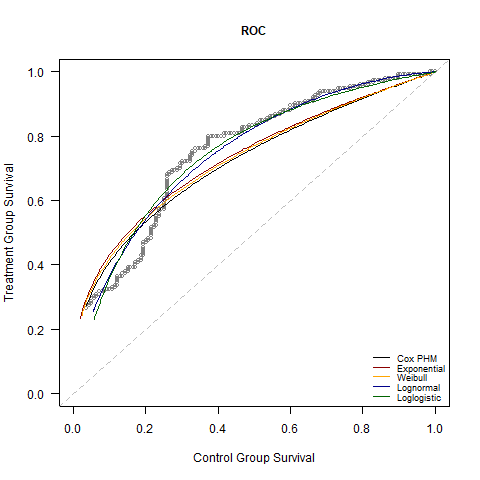 ROC
Treatment Group Survival
1.0
0.8
0.6
0.4
0.2
0.0
Cox PHM
Exponential
Weibull
Lognormal
Loglogistic
0.0 0.2 0.4 0.6 0.8 1.0
Control Group Survival